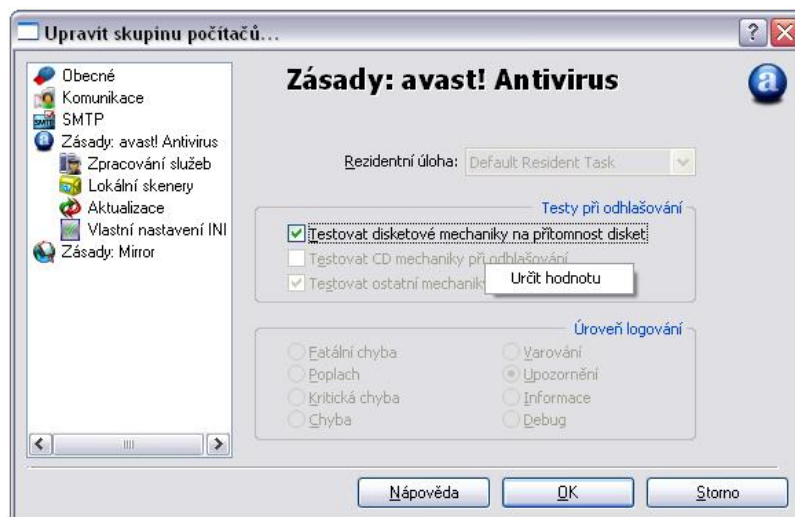 Upravit skupinu počítačů...
Obecné
Komunikace
SMTP
Zásady: avast! Antivirus
Zpracování služeb
Lokální skenery
Aktualizace
Vlastní nastavení INI
Zásady: Mirror
Zásady: avast! Antivirus
Rezidentní úloha: Default Resident Task
Testy při odhlašování
Testovat disketové mechaniky na přítomnost disket
Testovat CD mechaniky při odhlašování
Testovat ostatní mechaniky
Určit hodnotu
Úroveň logování
Fatální chyba
Varování
Poplach
Upozornění
Kritická chyba
Informace
Chyba
Debug
Nápověda
OK
Storno